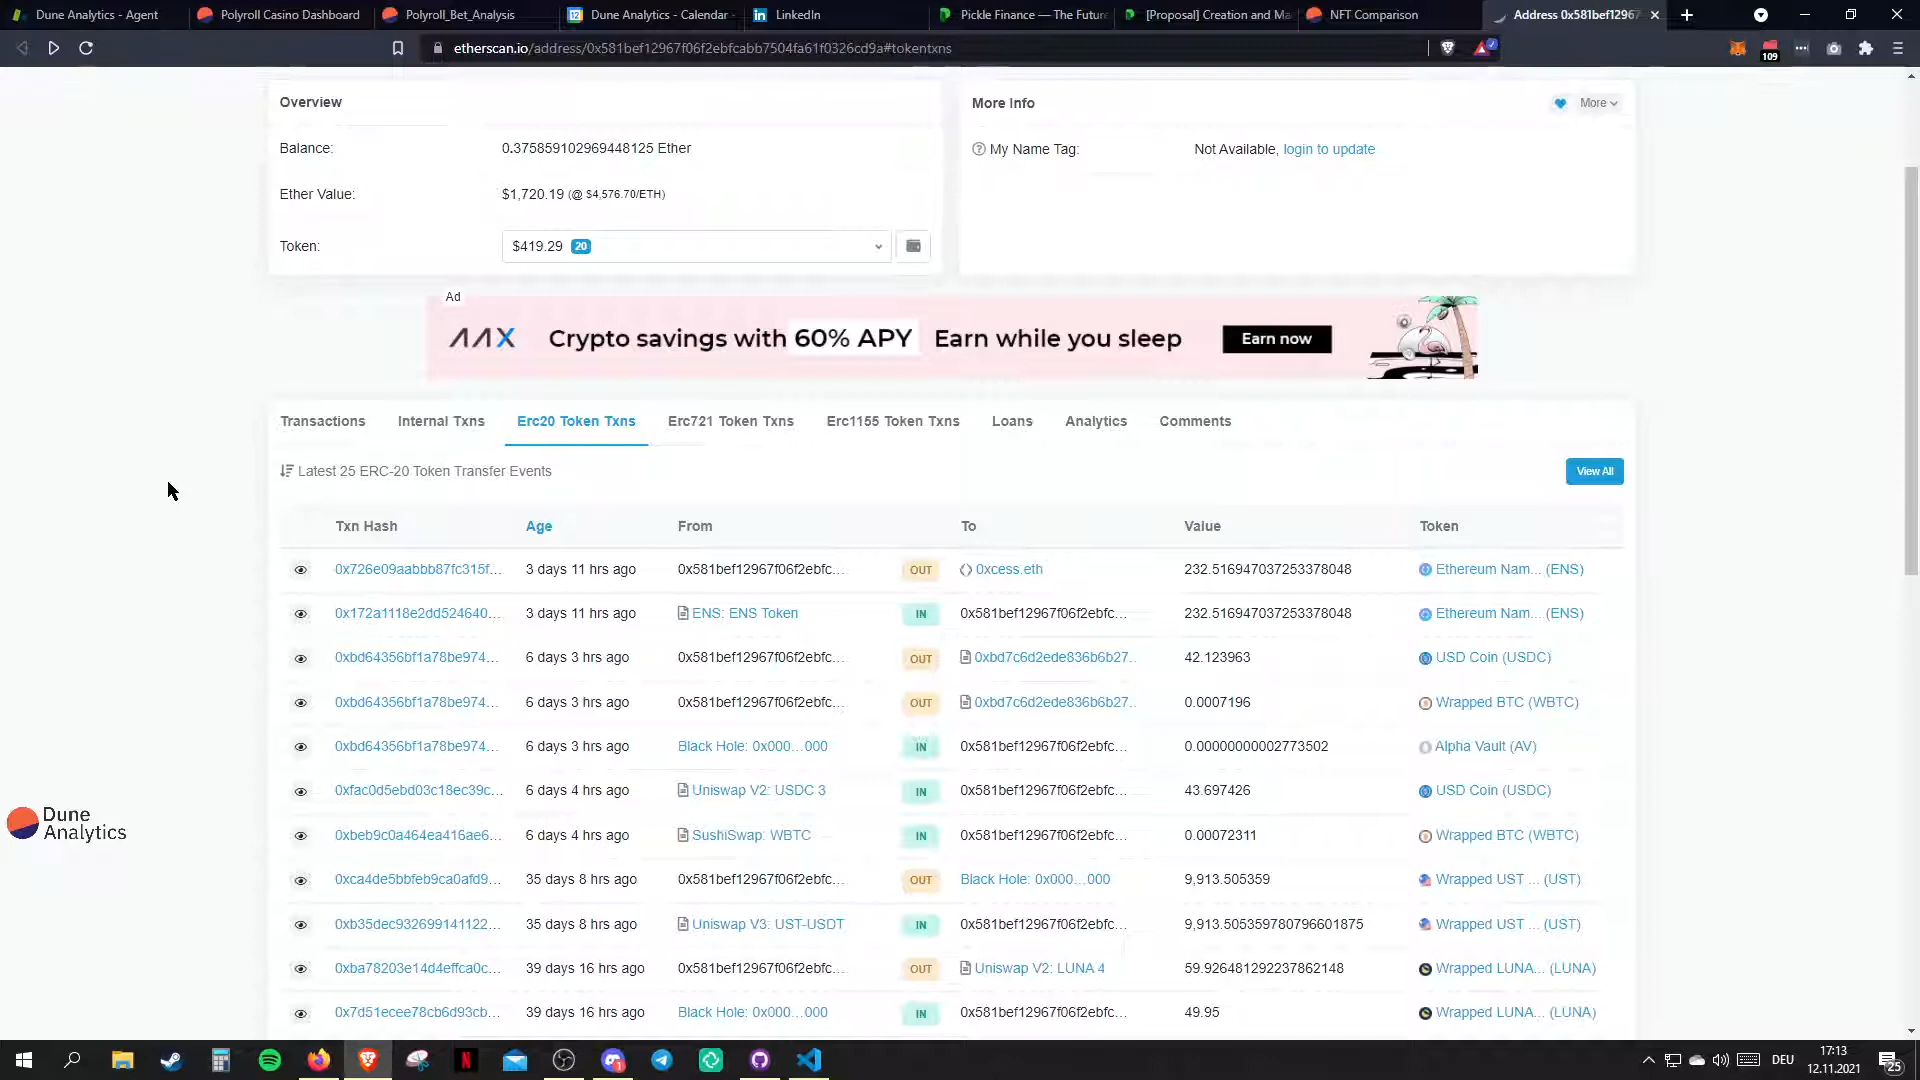 Dune Analytics - Agent
Polyroll Casino Dashboard
Polyroll_Bet_Analysis
Dune Analytics - Calendar -
LinkedIn
Pickle Finance — The Future
[Proposal] Creation and Ma
NFT Comparison
Address 0x581bef12967
etherscan.io/address/0x581bef12967f06f2ebfcabb7504fa61f0326cd9a#tokentxns
109
Overview
Balance:
0.375859102969448125 Ether
Ether Value:
$1,720.19 (@ $4,576.70/ETH)
Token:
$419.29 20
More Info
More
My Name Tag:
Not Available, login to update
Ad
AAX Crypto savings with 60% APY Earn while you sleep Earn now
Transactions Internal Txns Erc20 Token Txns Erc721 Token Txns Erc1155 Token Txns Loans Analytics Comments
Latest 25 ERC-20 Token Transfer Events
View All
Txn Hash Age From To Value Token
0x726e09aabbb87fc315f... 3 days 11 hrs ago 0x581bef12967f06f2ebfc... OUT 0xcess.eth 232.516947037253378048 Ethereum Nam... (ENS)
0x172a1118e2dd524640... 3 days 11 hrs ago ENS: ENS Token IN 0x581bef12967f06f2ebfc... 232.516947037253378048 Ethereum Nam... (ENS)
0xbd64356bf1a78be974... 6 days 3 hrs ago 0x581bef12967f06f2ebfc... OUT 0xbd7c6d2ede836b6b27... 42.123963 USD Coin (USDC)
0xbd64356bf1a78be974... 6 days 3 hrs ago 0x581bef12967f06f2ebfc... OUT 0xbd7c6d2ede836b6b27... 0.0007196 Wrapped BTC (WBTC)
0xbd64356bf1a78be974... 6 days 3 hrs ago Black Hole: 0x000...000 IN 0x581bef12967f06f2ebfc... 0.00000000002773502 Alpha Vault (AV)
0xfac0d5ebd03c18ec39c... 6 days 4 hrs ago Uniswap V2: USDC 3 IN 0x581bef12967f06f2ebfc... 43.697426 USD Coin (USDC)
0xbeb9c0a464ea416ae6... 6 days 4 hrs ago SushiSwap: WBTC IN 0x581bef12967f06f2ebfc... 0.00072311 Wrapped BTC (WBTC)
0xca4de5bbfeb9ca0afd9... 35 days 8 hrs ago 0x581bef12967f06f2ebfc... OUT Black Hole: 0x000...000 9,913.505359 Wrapped UST ... (UST)
0xb35dec932699141122... 35 days 8 hrs ago Uniswap V3: UST-USDT IN 0x581bef12967f06f2ebfc... 9,913.505359780796601875 Wrapped UST ... (UST)
0xba78203e14d4effca0c... 39 days 16 hrs ago 0x581bef12967f06f2ebfc... OUT Uniswap V2: LUNA 4 59.926481292237862148 Wrapped LUNA... (LUNA)
0x7d51ecee78cb6d93cb... 39 days 16 hrs ago Black Hole: 0x000...000 IN 0x581bef12967f06f2ebfc... 49.95 Wrapped LUNA... (LUNA)
Dune
Analytics
DEU
17:13
12.11.2021
25